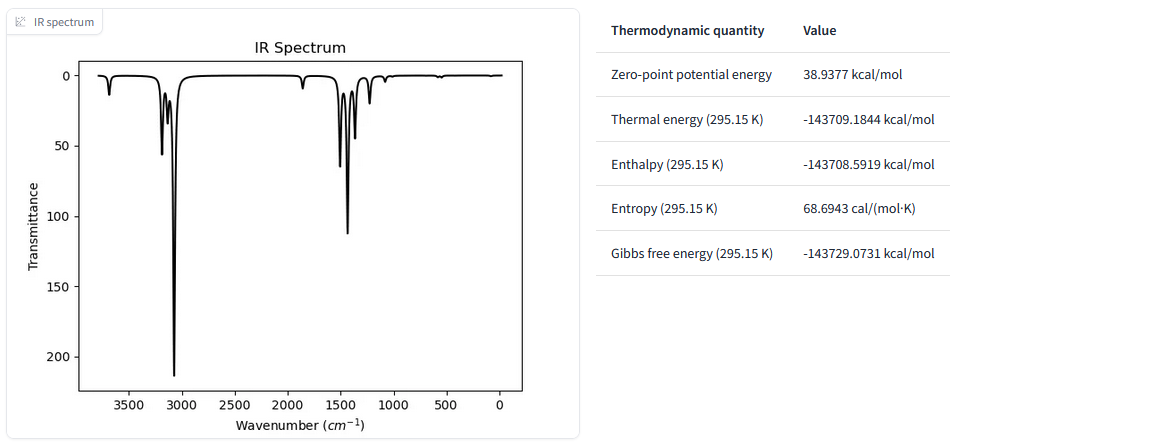 IR spectrum
IR Spectrum
Transmittance
0
50
100
150
200
3500 3000 2500 2000 1500 1000 500 0
Wavenumber (cm⁻¹)
Thermodynamic quantity Value
Zero-point potential energy 38.9377 kcal/mol
Thermal energy (295.15 K) -143709.1844 kcal/mol
Enthalpy (295.15 K) -143708.5919 kcal/mol
Entropy (295.15 K) 68.6943 cal/(mol·K)
Gibbs free energy (295.15 K) -143729.0731 kcal/mol